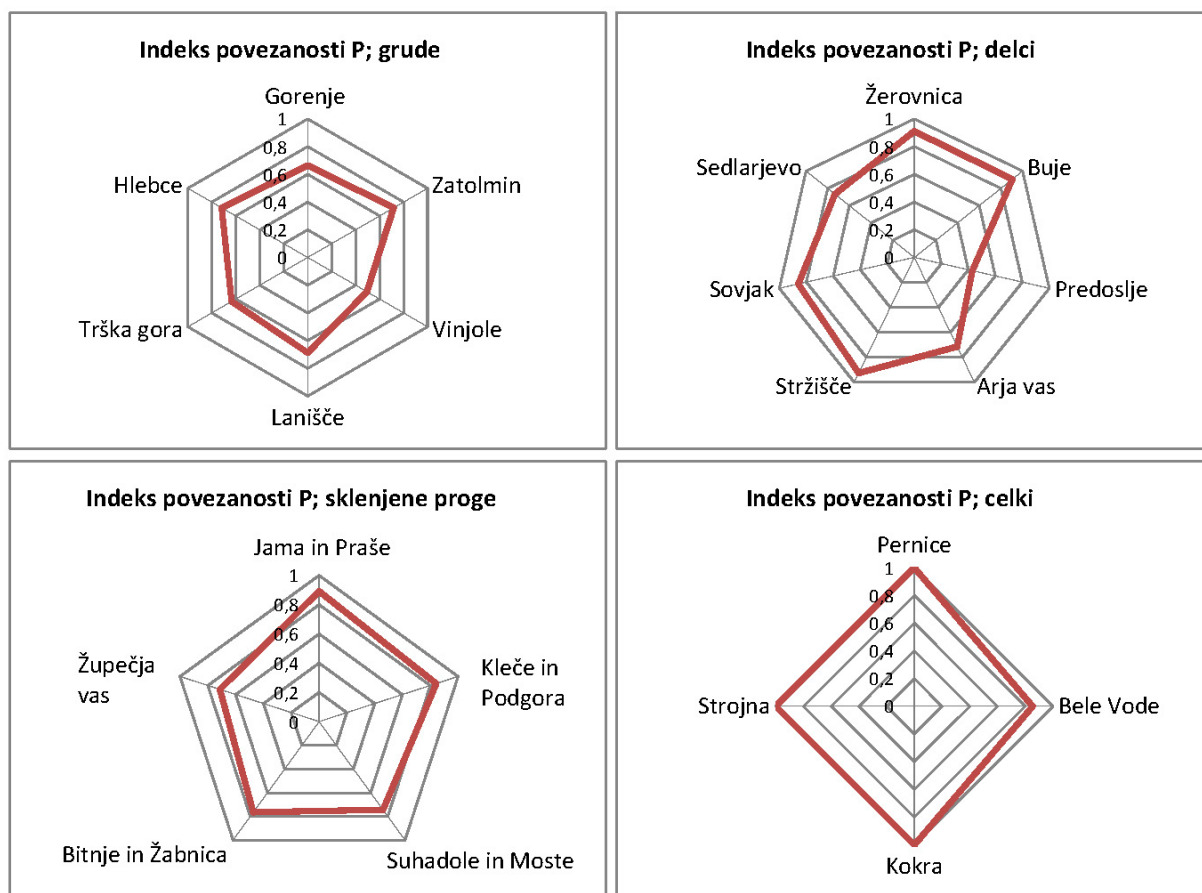 Indeks povezanosti P; grude
Gorenje
1
0,8
0,6
0,4
0,2
0
Hlebce
Zatolmin
Trška gora
Vinjole
Lanišče
Indeks povezanosti P; delci
Žerovnica
1
0,8
0,6
0,4
0,2
0
Sedlarjevo
Buje
Sovjak
Predoslje
Stržišče
Arja vas
Indeks povezanosti P; sklenjene proge
Jama in Praše
1
0,8
0,6
0,4
0,2
0
Župečja
vas
Kleče in
Podgora
Bitnje in Žabnica
Suhadole in Moste
Indeks povezanosti P; celki
Pernice
1
0,8
0,6
0,4
0,2
0
Strojna
Bele Vode
Kokra